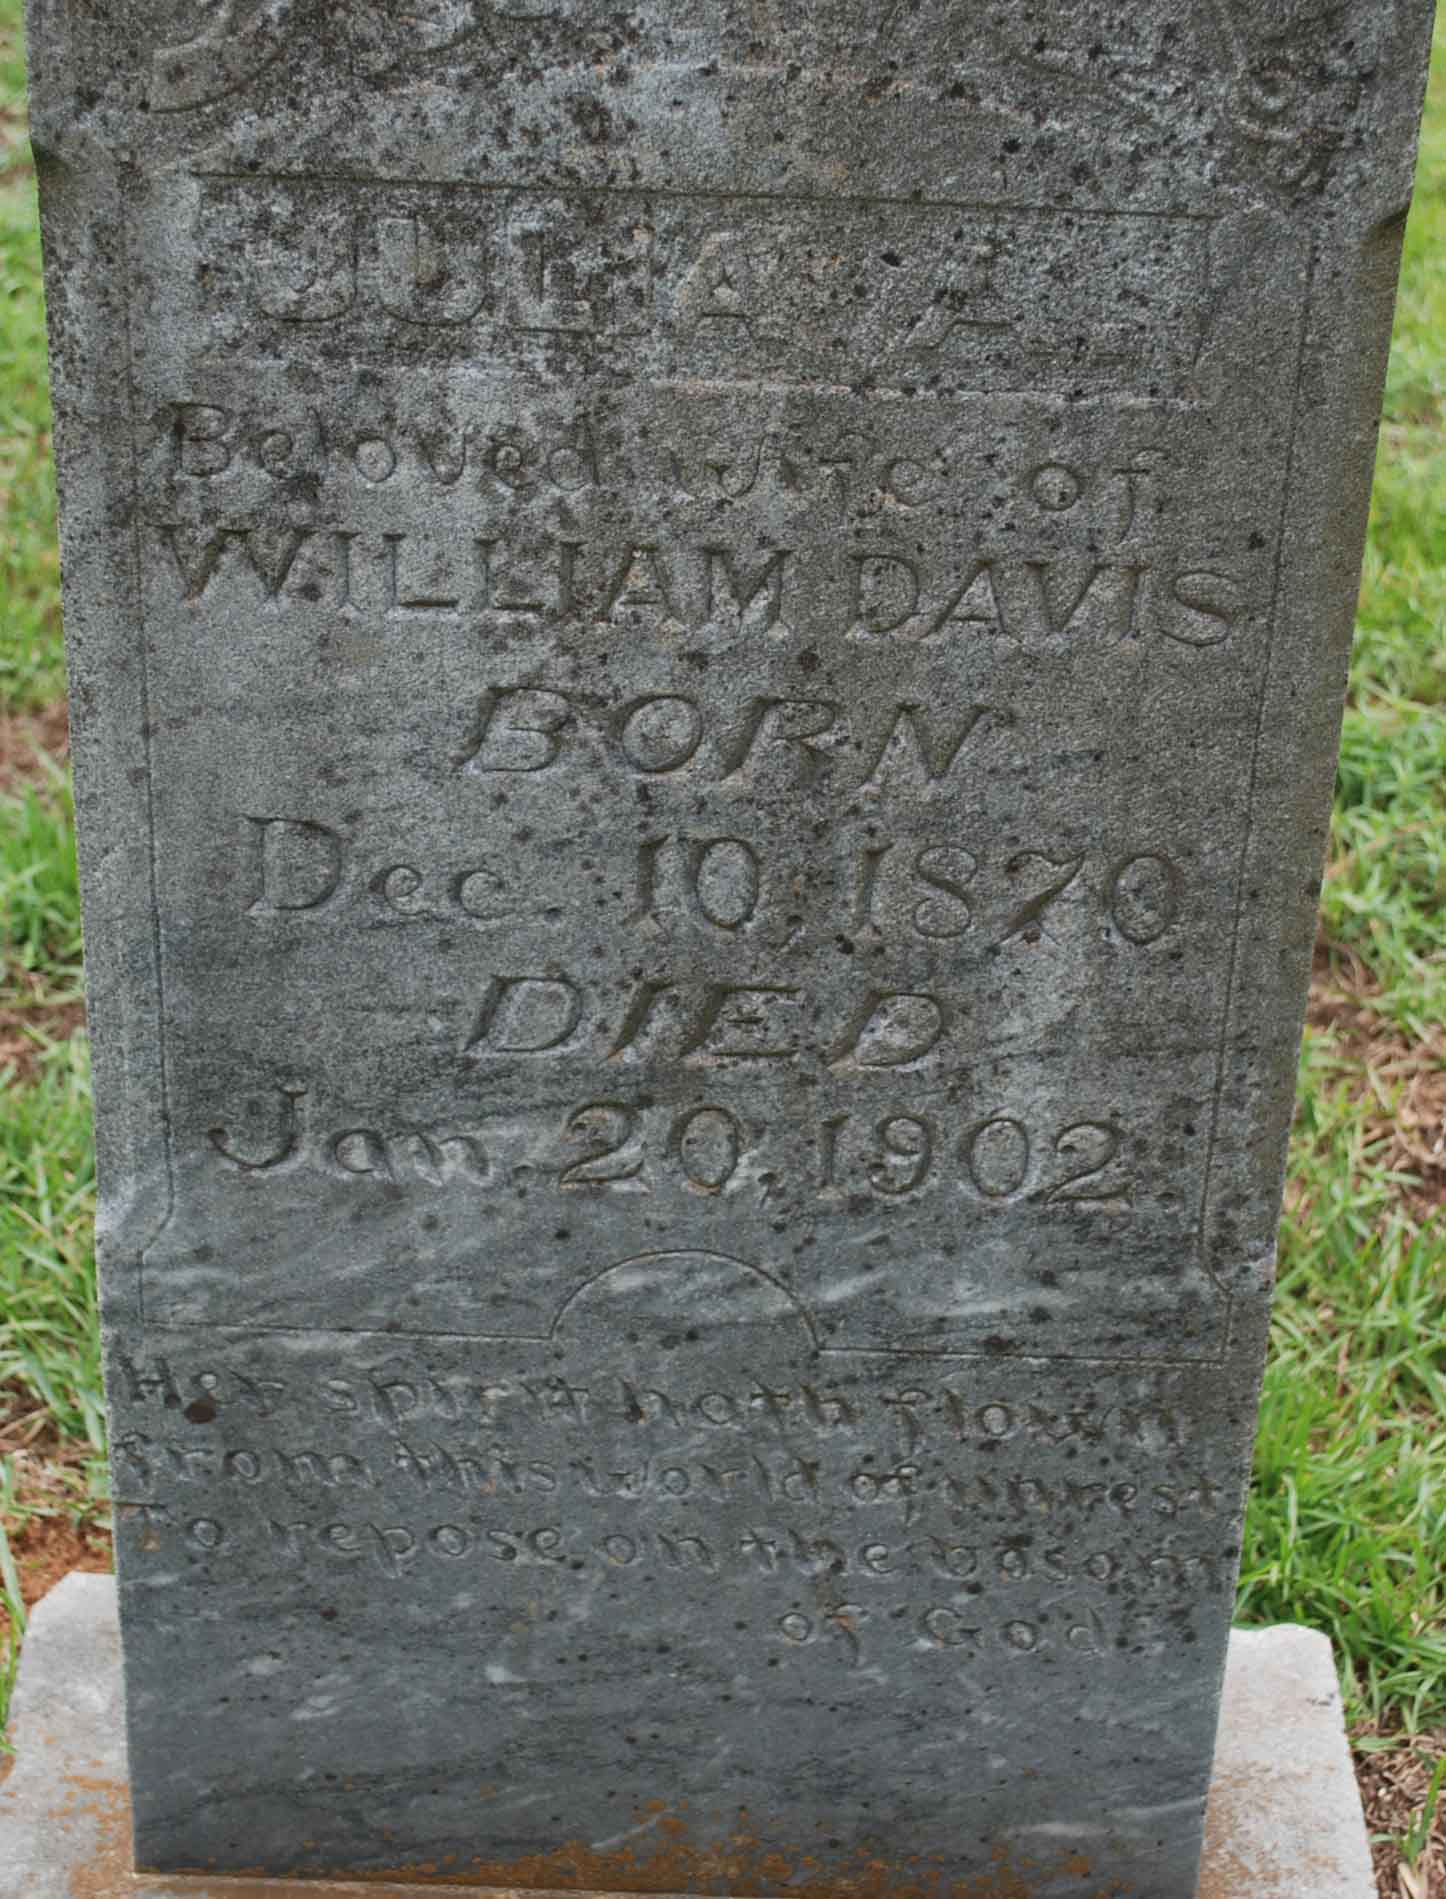 JULIA A.
Beloved wife of
WILLIAM DAVIS
BORN
Dec. 10, 1870
DIED
Jan. 20, 1902.
Her spirit hath flown
from this world of unrest
To repose on the bosom
of God.